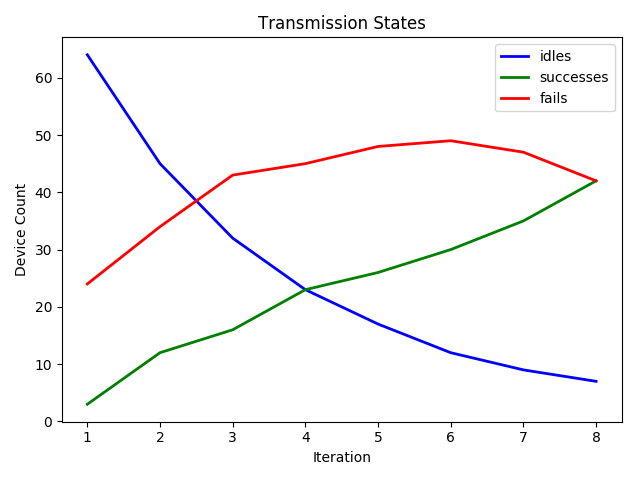 Transmission States
idles
successes
fails
Device Count
60
50
40
30
20
10
0
1 2 3 4 5 6 7 8
Iteration